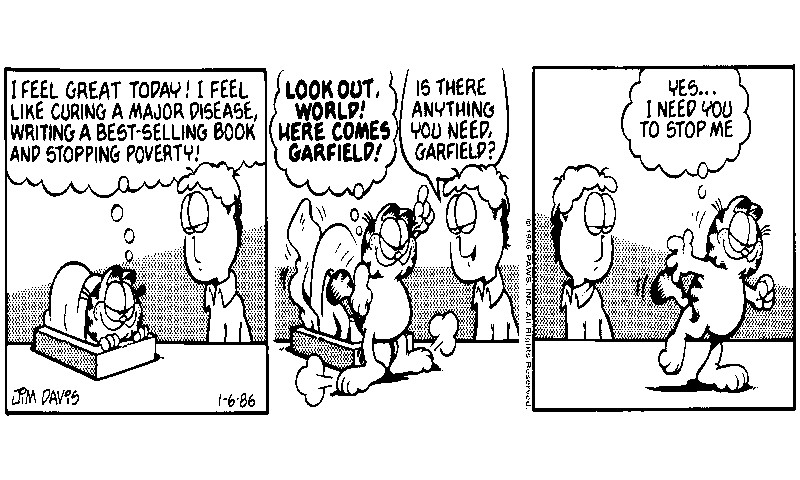 I FEEL GREAT TODAY! I FEEL
LIKE CURING A MAJOR DISEASE,
WRITING A BEST-SELLING BOOK
AND STOPPING POVERTY!
JIM DAVIS
1-6-86
LOOK OUT,
WORLD!
HERE COMES
GARFIELD!
IS THERE
ANYTHING
YOU NEED,
GARFIELD?
© 1986 PAWS, INC. All Rights Reserved.
YES...
I NEED YOU
TO STOP ME